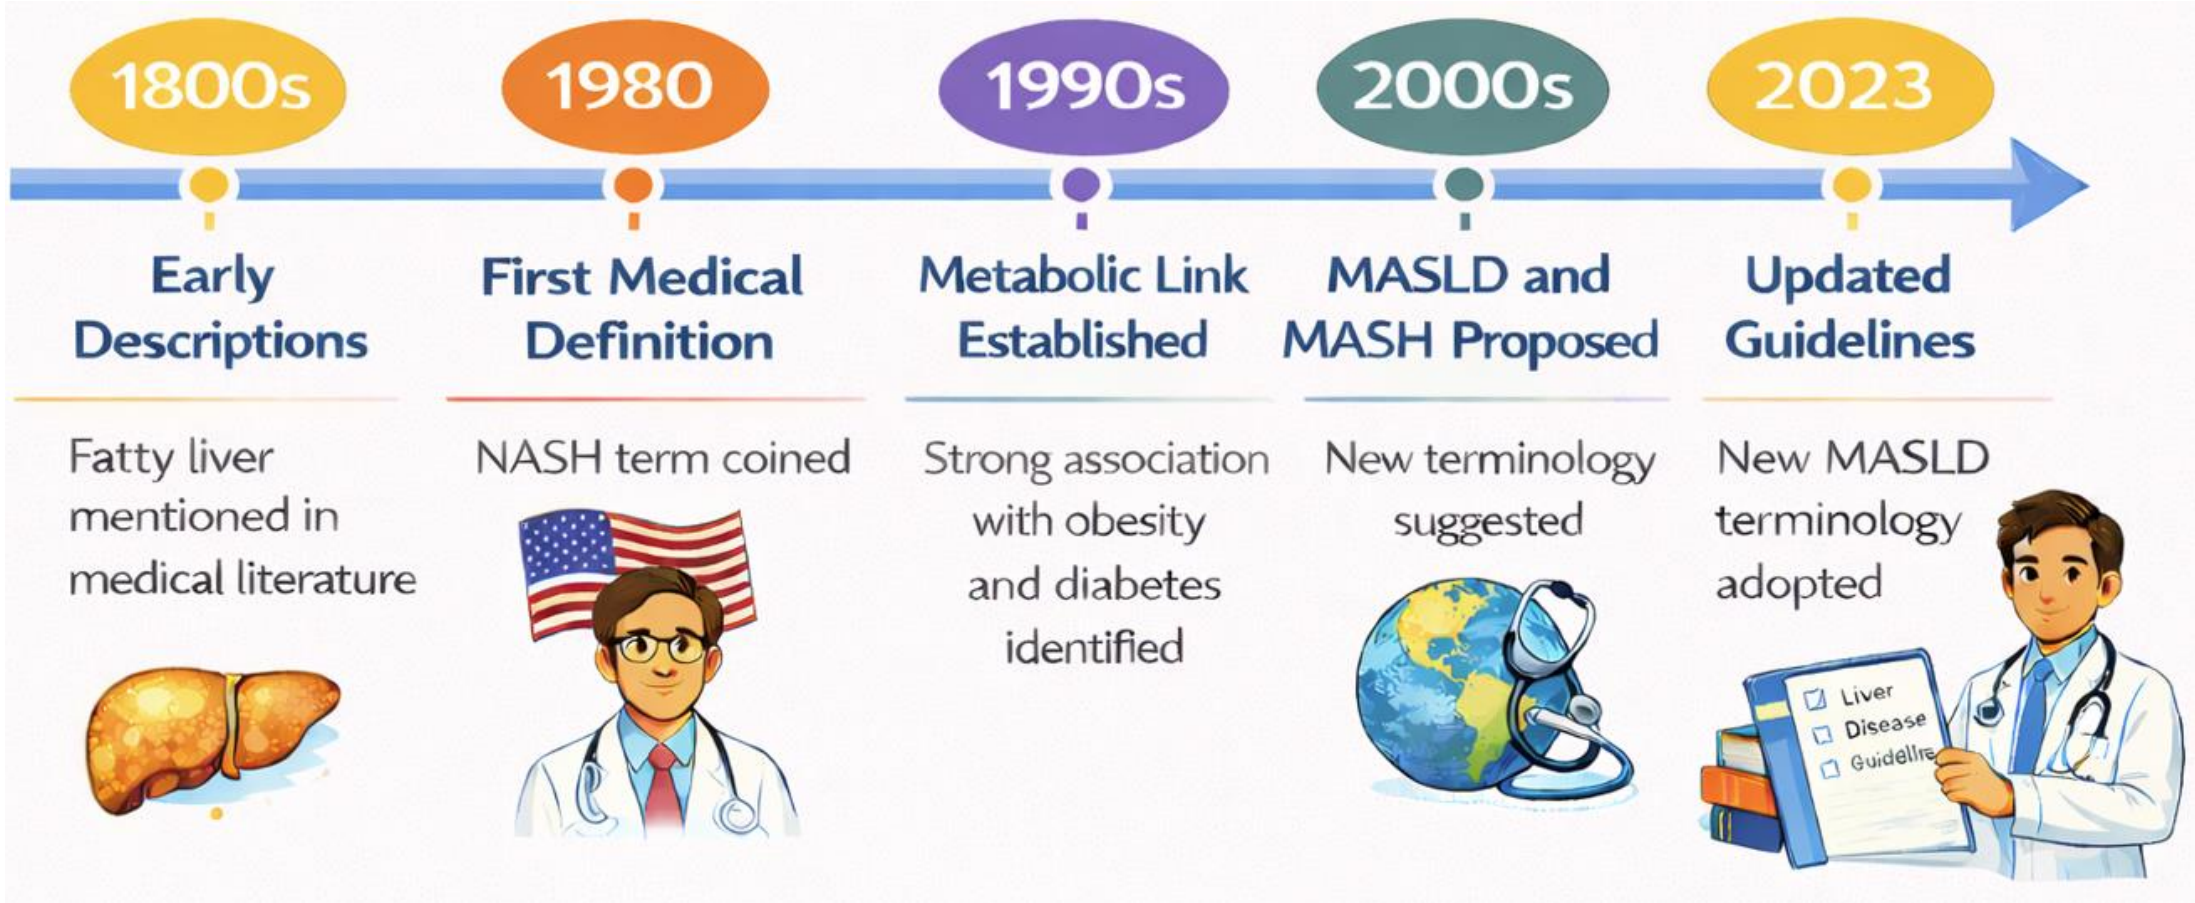 1800s
Early
Descriptions
Fatty liver
mentioned in
medical literature
1980
First Medical
Definition
NASH term coined
1990s
Metabolic Link
Established
Strong association
with obesity
and diabetes
identified
2000s
MASLD and
MASH Proposed
New terminology
suggested
2023
Updated
Guidelines
New MASLD
terminology
adopted
Liver
Disease